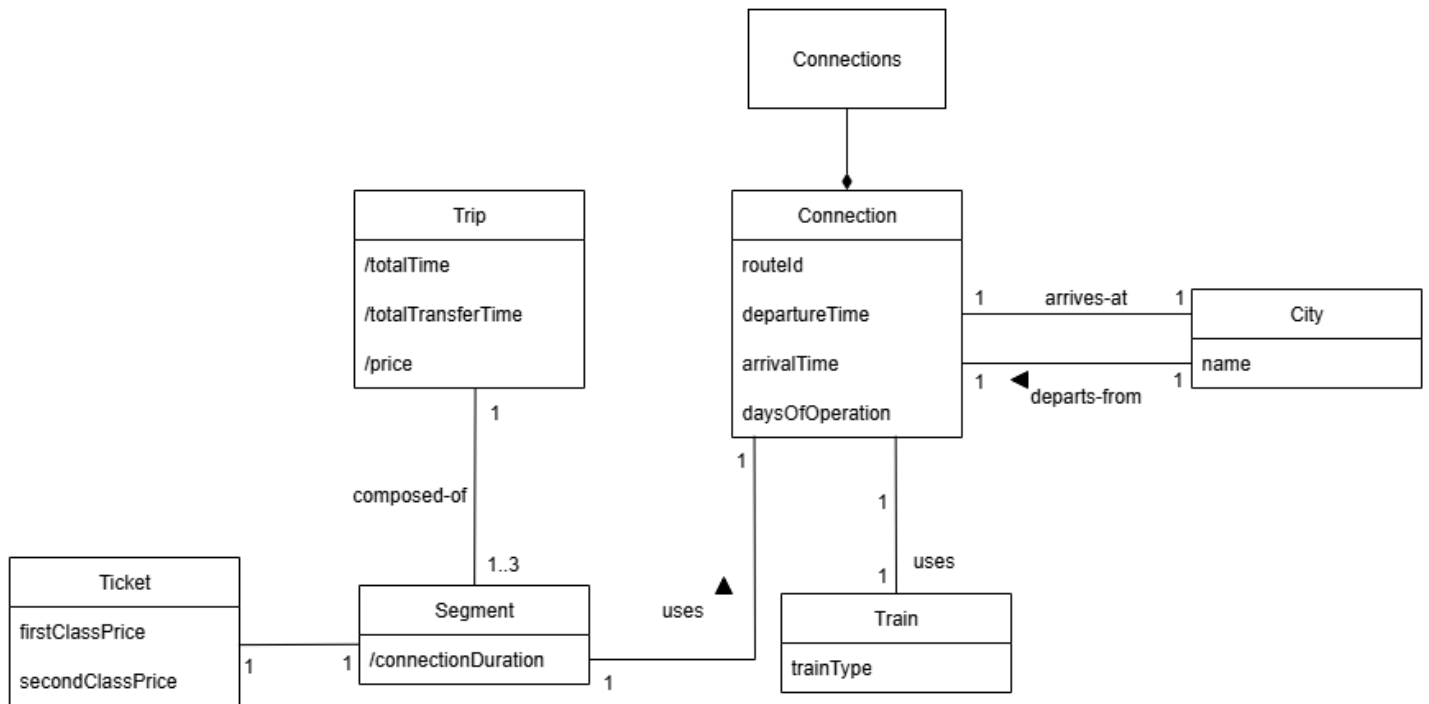 Connections
Trip
/totalTime
/totalTransferTime
/price
1
composed-of
1..3
Connection
routeId
departureTime
arrivalTime
daysOfOperation
1
arrives-at
1
1
departs-from
1
City
name
1
1
uses
1
Ticket
firstClassPrice
secondClassPrice
1
1
Segment
/connectionDuration
1
uses
Train
trainType